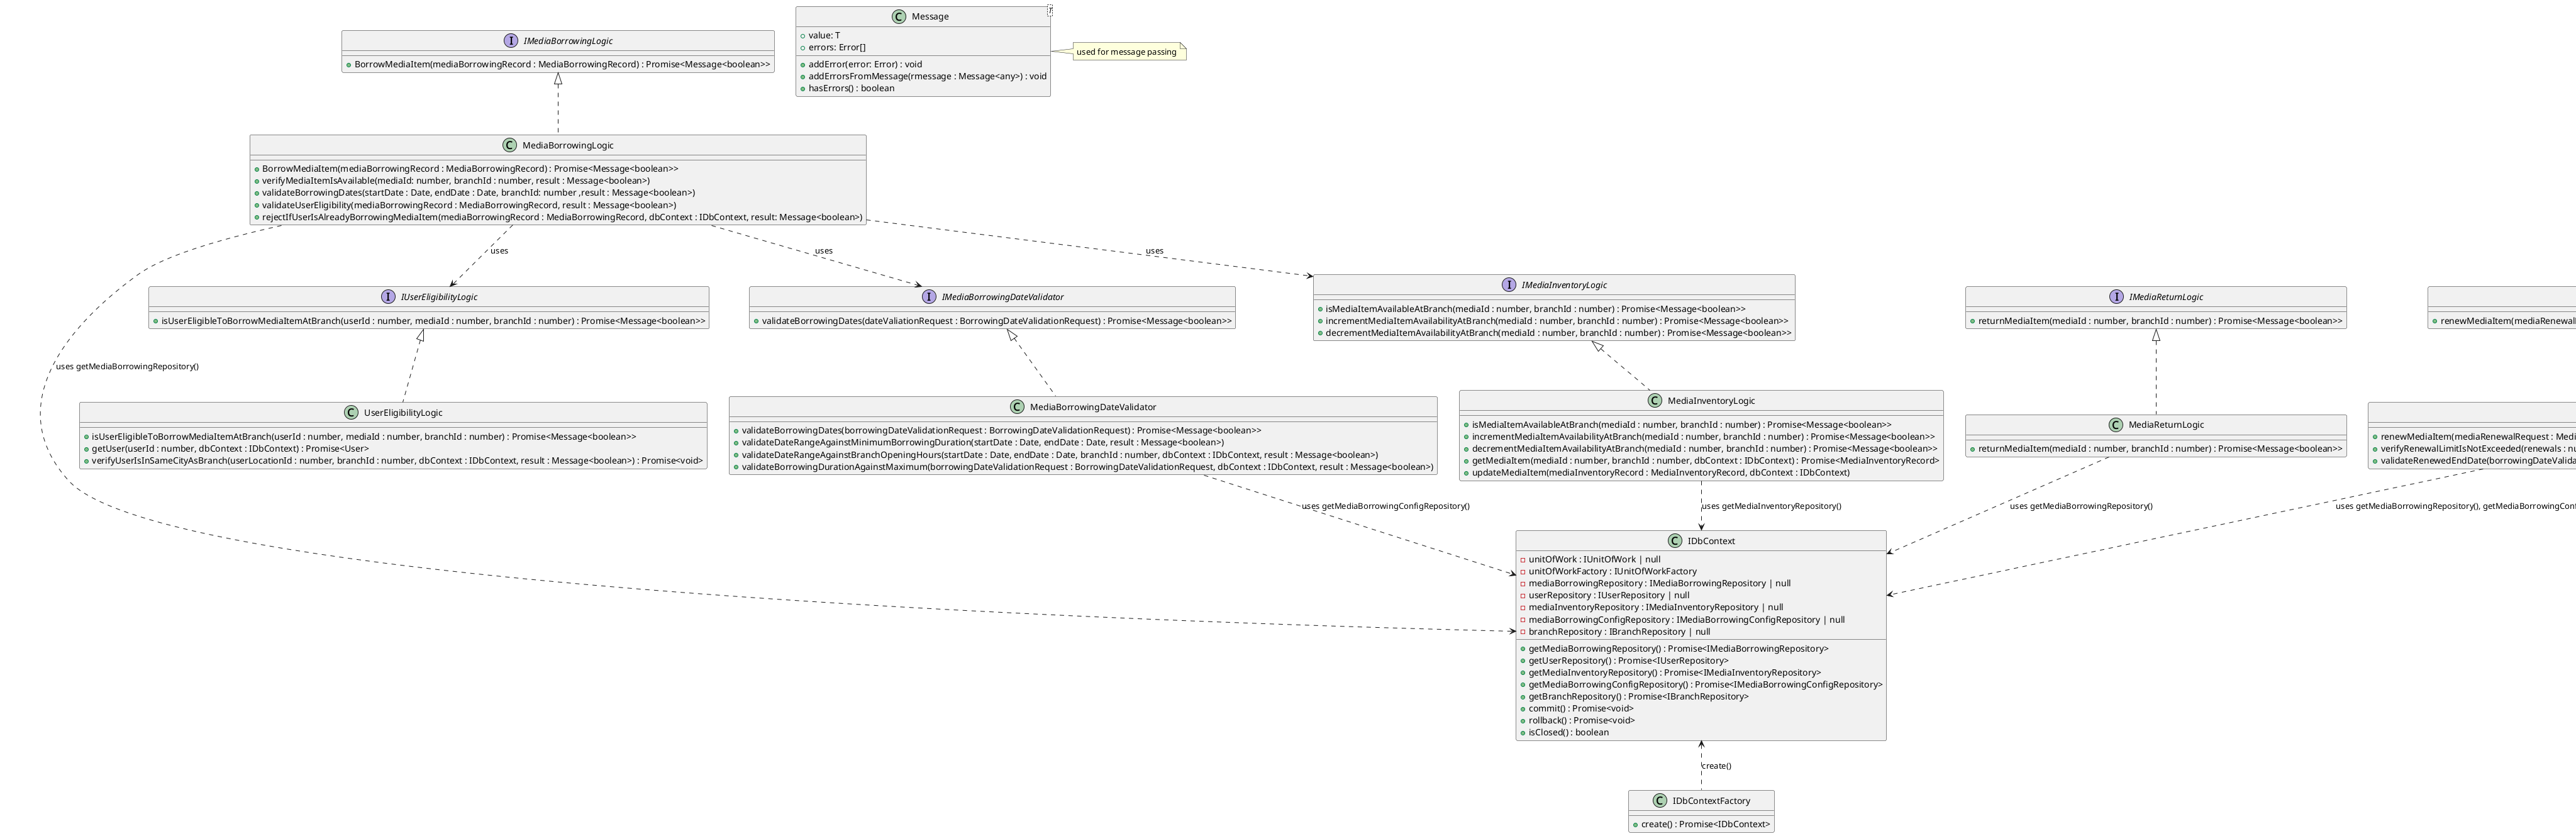 Message
T
+ value: T
+ errors: Error[]
+ addError(error: Error) : void
+ addErrorsFromMessage(rmessage : Message<any>) : void
+ hasErrors() : boolean
used for message passing
IMediaBorrowingLogic
BorrowMediaItem(mediaBorrowingRecord : MediaBorrowingRecord) : Promise<Message<boolean>>
MediaBorrowingLogic
BorrowMediaItem(mediaBorrowingRecord : MediaBorrowingRecord) : Promise<Message<boolean>>
verifyMediaItemIsAvailable(mediaId: number, branchId : number, result : Message<boolean>)
validateBorrowingDates(startDate : Date, endDate : Date, branchId: number ,result : Message<boolean>)
validateUserEligibility(mediaBorrowingRecord : MediaBorrowingRecord, result : Message<boolean>)
rejectIfUserIsAlreadyBorrowingMediaItem(mediaBorrowingRecord : MediaBorrowingRecord, dbContext : IDbContext, result: Message<boolean>)
uses
uses
uses
IUserEligibilityLogic
isUserEligibleToBorrowMediaItemAtBranch(userId : number, mediaId : number, branchId : number) : Promise<Message<boolean>>
IMediaBorrowingDateValidator
validateBorrowingDates(dateValiationRequest : BorrowingDateValidationRequest) : Promise<Message<boolean>>
IMediaInventoryLogic
isMediaItemAvailableAtBranch(mediaId : number, branchId : number) : Promise<Message<boolean>>
incrementMediaItemAvailabilityAtBranch(mediaId : number, branchId : number) : Promise<Message<boolean>>
decrementMediaItemAvailabilityAtBranch(mediaId : number, branchId : number) : Promise<Message<boolean>>
IMediaReturnLogic
returnMediaItem(mediaId : number, branchId : number) : Promise<Message<boolean>>
renewMediaItem(mediaRenewal
uses getMediaBorrowingRepository()
UserEligibilityLogic
isUserEligibleToBorrowMediaItemAtBranch(userId : number, mediaId : number, branchId : number) : Promise<Message<boolean>>
getUser(userId : number, dbContext : IDbContext) : Promise<User>
verifyUserIsInSameCityAsBranch(userLocationId : number, branchId : number, dbContext : IDbContext, result : Message<boolean>) : Promise<void>
MediaBorrowingDateValidator
validateBorrowingDates(borrowingDateValidationRequest : BorrowingDateValidationRequest) : Promise<Message<boolean>>
validateDateRangeAgainstMinimumBorrowingDuration(startDate : Date, endDate : Date, result : Message<boolean>)
validateDateRangeAgainstBranchOpeningHours(startDate : Date, endDate : Date, branchId : number, dbContext : IDbContext, result : Message<boolean>)
validateBorrowingDurationAgainstMaximum(borrowingDateValidationRequest : BorrowingDateValidationRequest, dbContext : IDbContext, result : Message<boolean>)
MediaInventoryLogic
isMediaItemAvailableAtBranch(mediaId : number, branchId : number) : Promise<Message<boolean>>
incrementMediaItemAvailabilityAtBranch(mediaId : number, branchId : number) : Promise<Message<boolean>>
decrementMediaItemAvailabilityAtBranch(mediaId : number, branchId : number) : Promise<Message<boolean>>
getMediaItem(mediaId : number, branchId : number, dbContext : IDbContext) : Promise<MediaInventoryRecord>
updateMediaItem(mediaInventoryRecord : MediaInventoryRecord, dbContext : IDbContext)
MediaReturnLogic
returnMediaItem(mediaId : number, branchId : number) : Promise<Message<boolean>>
renewMediaItem(mediaRenewalRequest : Medi
verifyRenewalLimitIsNotExceeded(renewals : nu
validateRenewedEndDate(borrowingDateValida
uses getMediaBorrowingConfigRepository()
uses getMediaInventoryRepository()
uses getMediaBorrowingRepository()
uses getMediaBorrowingRepository(), getMediaBorrowingConf
IDbContext
unitOfWork : IUnitOfWork | null
unitOfWorkFactory : IUnitOfWorkFactory
mediaBorrowingRepository : IMediaBorrowingRepository | null
userRepository : IUserRepository | null
mediaInventoryRepository : IMediaInventoryRepository | null
mediaBorrowingConfigRepository : IMediaBorrowingConfigRepository | null
branchRepository : IBranchRepository | null
getMediaBorrowingRepository() : Promise<IMediaBorrowingRepository>
getUserRepository() : Promise<IUserRepository>
getMediaInventoryRepository() : Promise<IMediaInventoryRepository>
getMediaBorrowingConfigRepository() : Promise<IMediaBorrowingConfigRepository>
getBranchRepository() : Promise<IBranchRepository>
commit() : Promise<void>
rollback() : Promise<void>
isClosed() : boolean
create()
IDbContextFactory
create() : Promise<IDbContext>